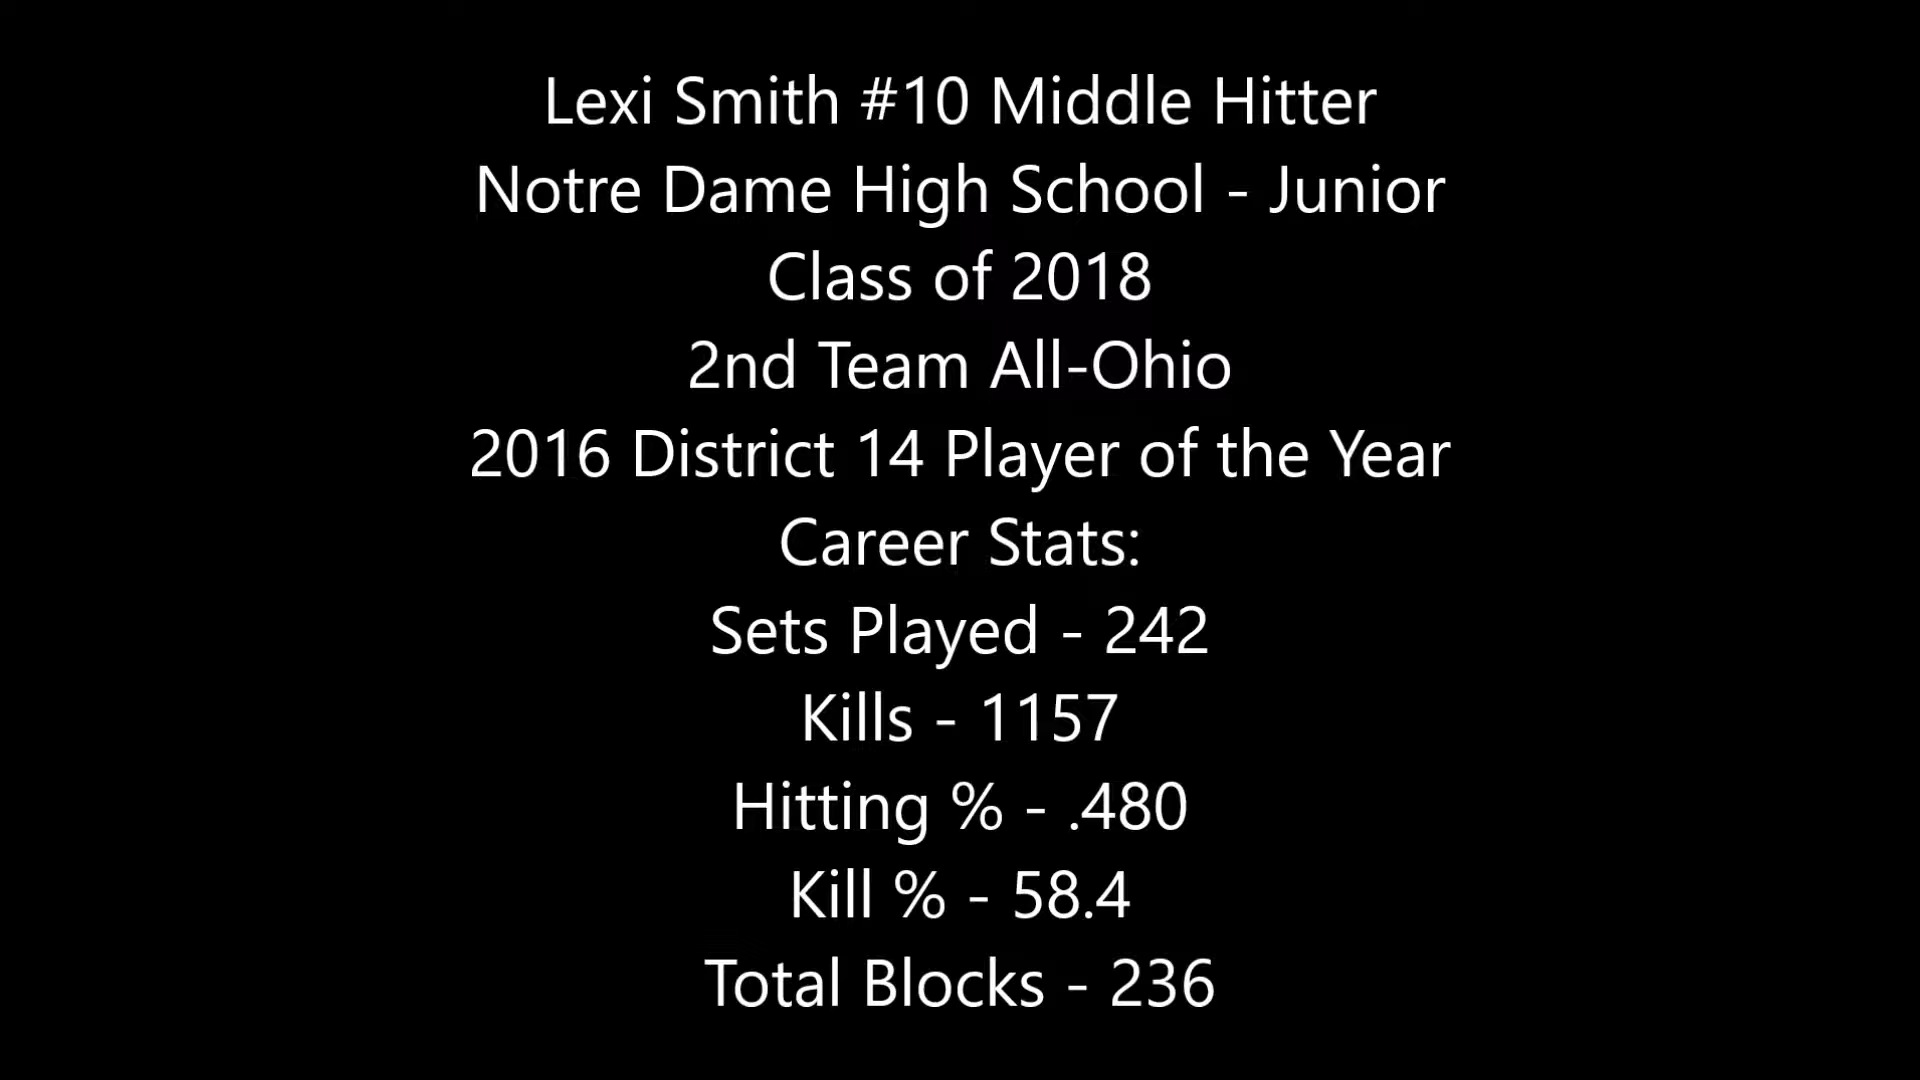 Lexi Smith #10 Middle Hitter
Notre Dame High School - Junior
Class of 2018
2nd Team All-Ohio
2016 District 14 Player of the Year
Career Stats:
Sets Played - 242
Kills - 1157
Hitting % - .480
Kill % - 58.4
Total Blocks - 236